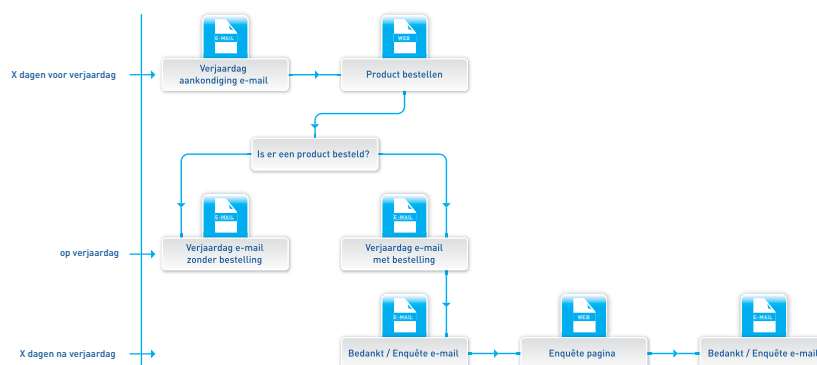 E-MAIL
WEB
X dagen voor verjaardag
Verjaardag
aankondiging e-mail
Product bestellen
Is er een product besteld?
E-MAIL
E-MAIL
op verjaardag
Verjaardag e-mail
zonder bestelling
Verjaardag e-mail
met bestelling
E-MAIL
WEB
E-MAIL
X dagen na verjaardag
Bedankt / Enquête e-mail
Enquête pagina
Bedankt / Enquête e-mail